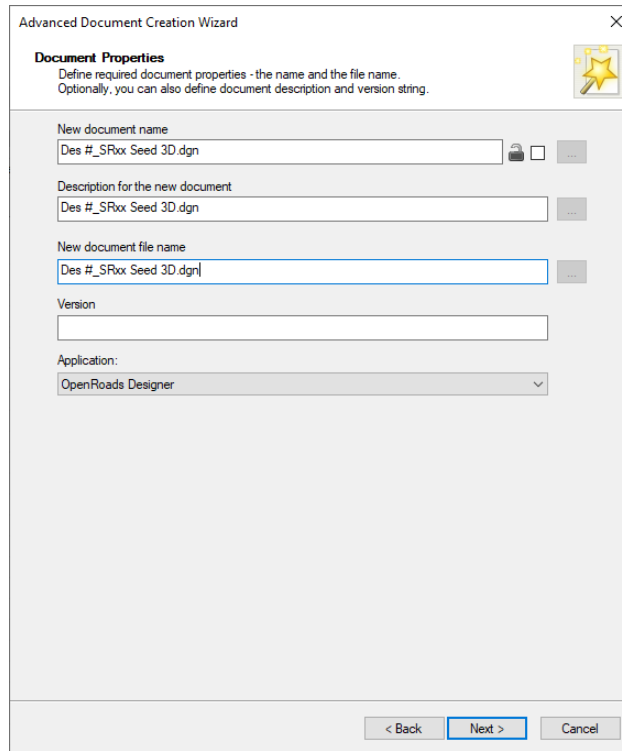 Advanced Document Creation Wizard
Document Properties
Define required document properties - the name and the file name.
Optionally, you can also define document description and version string.
New document name
Des #_SRxx Seed 3D.dgn
...
Description for the new document
Des #_SRxx Seed 3D.dgn
...
New document file name
Des #_SRxx Seed 3D.dgn
...
Version
Application:
OpenRoads Designer
< Back
Next >
Cancel